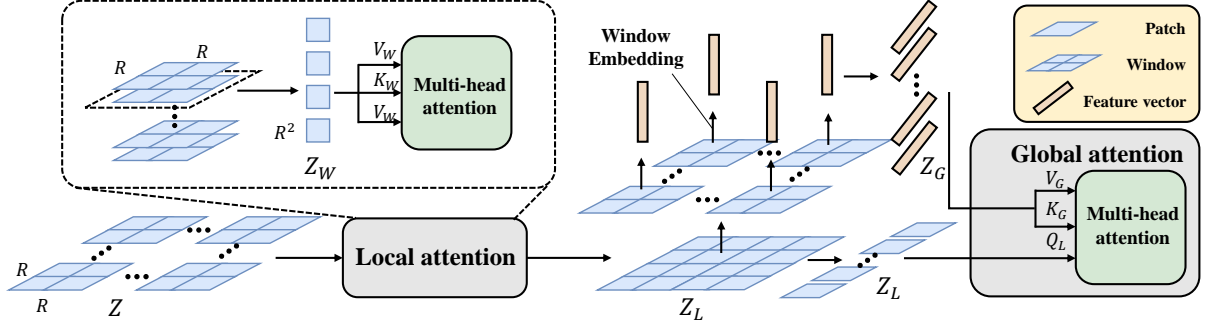 R
R
R²
Z_W
V_W
K_W
V_W
Multi-head
attention
Window
Embedding
Z_G
Patch
Window
Feature vector
Global attention
V_G
K_G
Q_L
Multi-head
attention
R
R
Z
Local attention
Z_L
Z_L